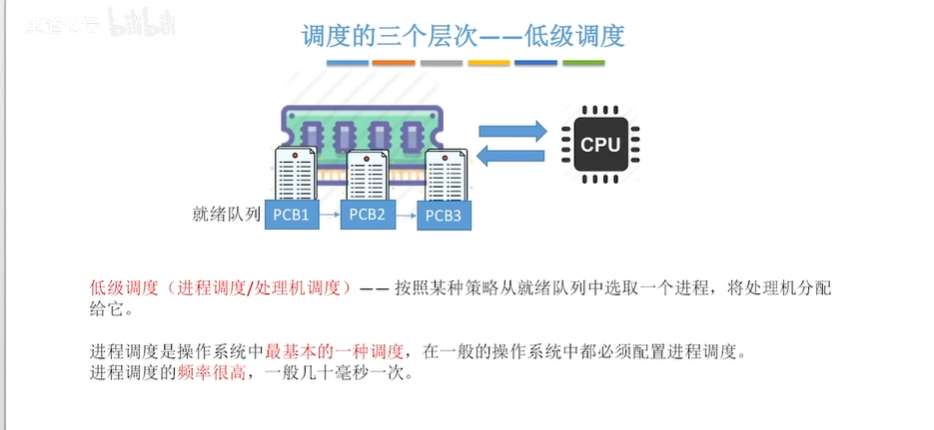 调度的三个层次——低级调度
CPU
就绪队列
PCB1
PCB2
PCB3
低级调度（进程调度/处理机调度）—— 按照某种策略从就绪队列中选取一个进程，将处理机分配
给它。
进程调度是操作系统中最基本的一种调度，在一般的操作系统中都必须配置进程调度。
进程调度的频率很高，一般几十毫秒一次。